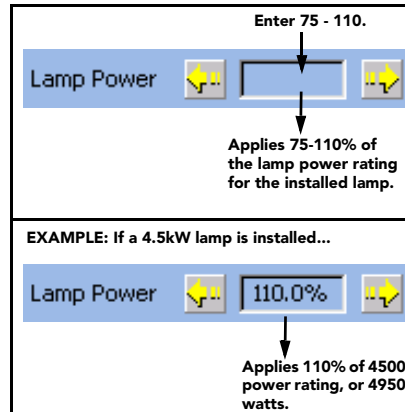 Enter 75 - 110.
Lamp Power
Applies 75-110% of
the lamp power rating
for the installed lamp.
EXAMPLE: If a 4.5kW lamp is installed...
Lamp Power 110.0%
Applies 110% of 4500
power rating, or 4950
watts.